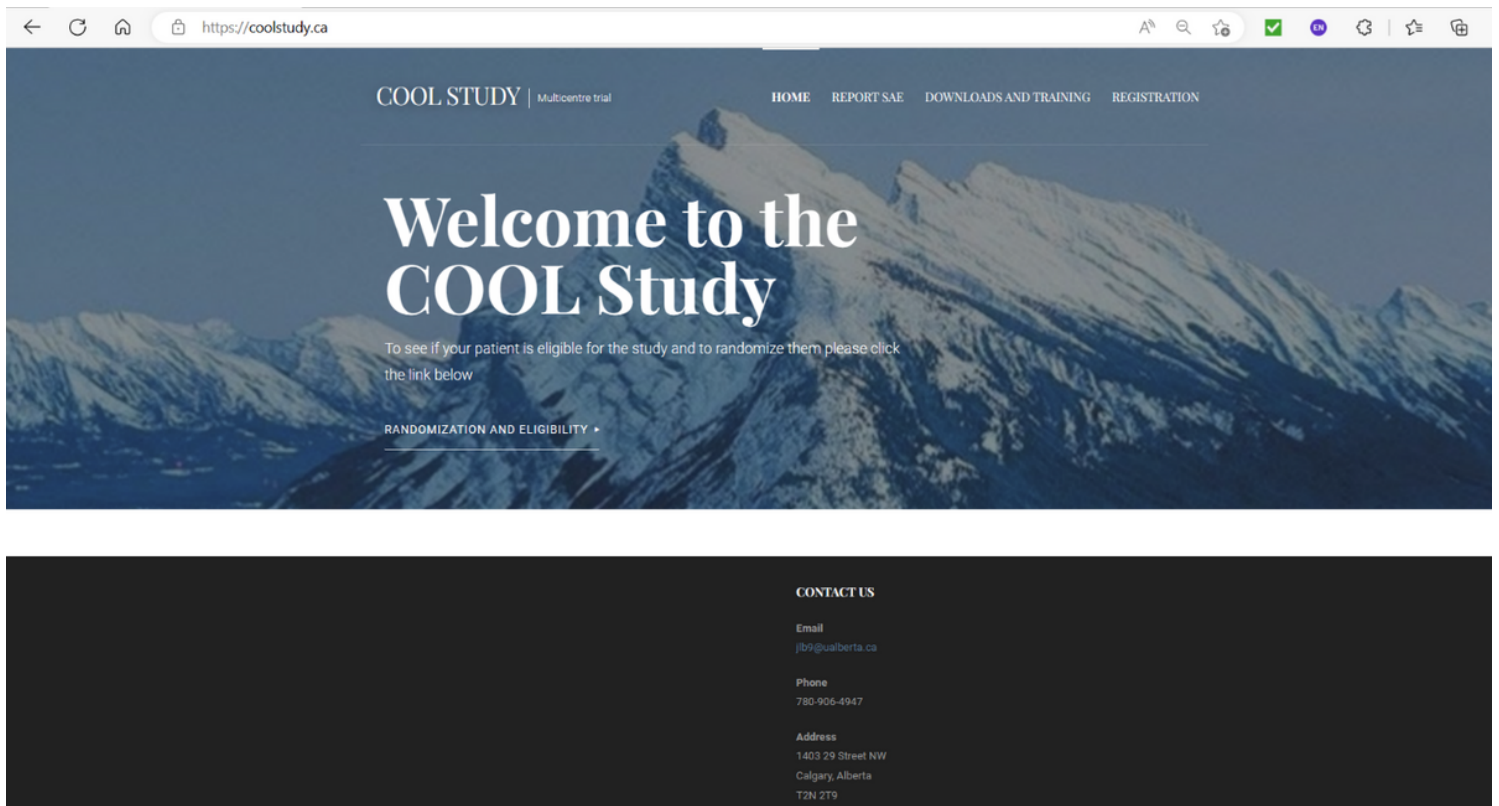 https://coolstudy.ca
EN
COOL STUDY | Multicentre trial
HOME REPORT SAE DOWNLOADS AND TRAINING REGISTRATION
Welcome to the
COOL Study
To see if your patient is eligible for the study and to randomize them please click
the link below
RANDOMIZATION AND ELIGIBILITY
CONTACT US
Email
jlb9@ualberta.ca
Phone
780-906-4947
Address
1403 29 Street NW
Calgary, Alberta
T2N 2T9